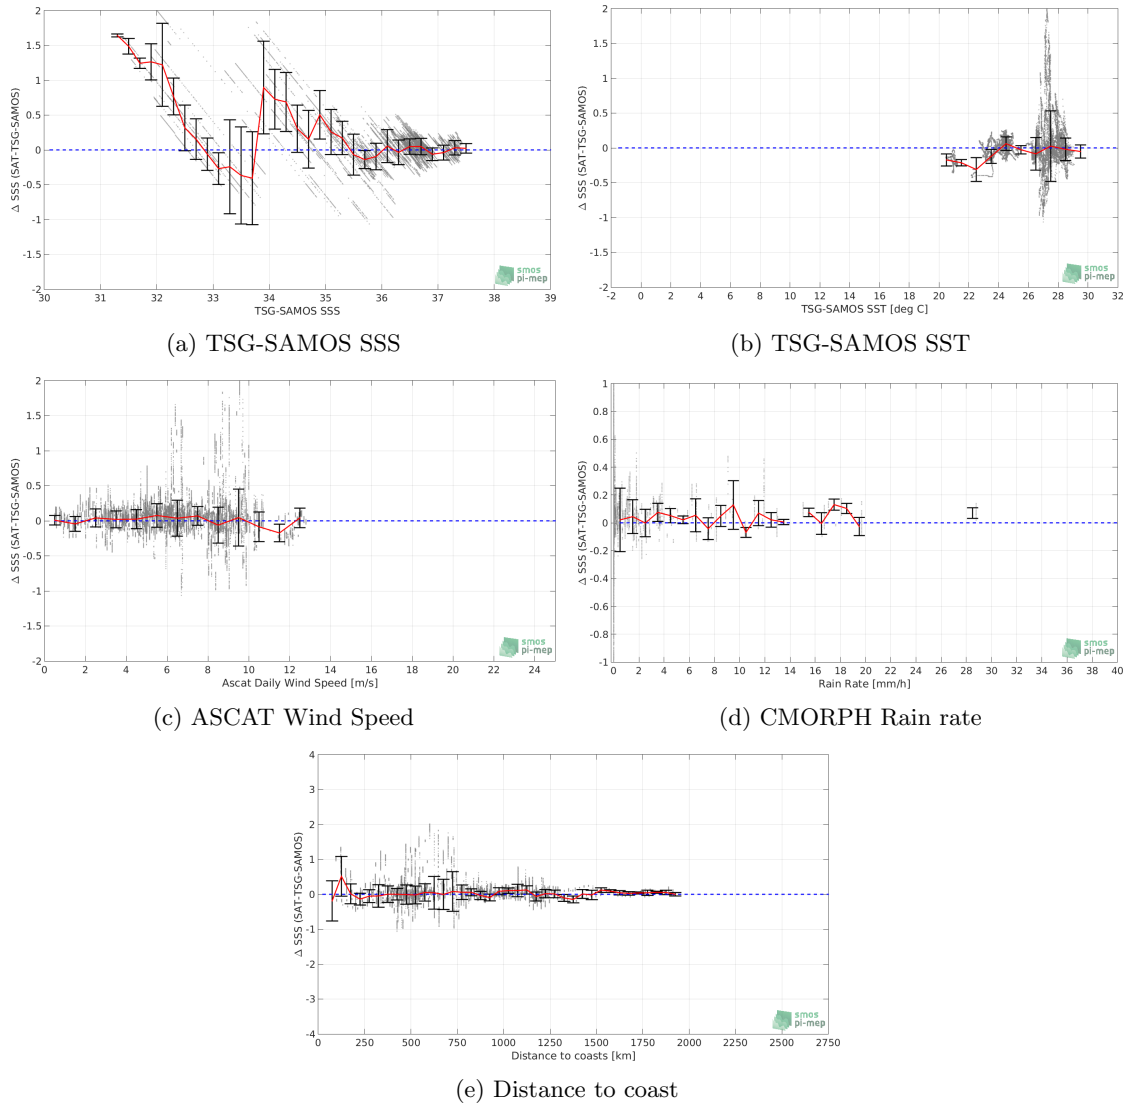 2
1.5
1
0.5
0
-0.5
-1
-1.5
-2
Δ SSS (SAT-TSG-SAMOS)
30 31 32 33 34 35 36 37 38 39
TSG-SAMOS SSS
smos
pi-mep
(a) TSG-SAMOS SSS
2
1.5
1
0.5
0
-0.5
-1
-1.5
-2
Δ SSS (SAT-TSG-SAMOS)
-2 0 2 4 6 8 10 12 14 16 18 20 22 24 26 28 30 32
TSG-SAMOS SST [deg C]
smos
pi-mep
(b) TSG-SAMOS SST
2
1.5
1
0.5
0
-0.5
-1
-1.5
-2
Δ SSS (SAT-TSG-SAMOS)
0 2 4 6 8 10 12 14 16 18 20 22 24
Ascat Daily Wind Speed [m/s]
smos
pi-mep
(c) ASCAT Wind Speed
1
0.8
0.6
0.4
0.2
0
-0.2
-0.4
-0.6
-0.8
-1
Δ SSS (SAT-TSG-SAMOS)
0 2 4 6 8 10 12 14 16 18 20 22 24 26 28 30 32 34 36 38 40
Rain Rate [mm/h]
smos
pi-mep
(d) CMORPH Rain rate
4
3
2
1
0
-1
-2
-3
-4
Δ SSS (SAT-TSG-SAMOS)
0 250 500 750 1000 1250 1500 1750 2000 2250 2500 2750
Distance to coasts [km]
smos
pi-mep
(e) Distance to coast